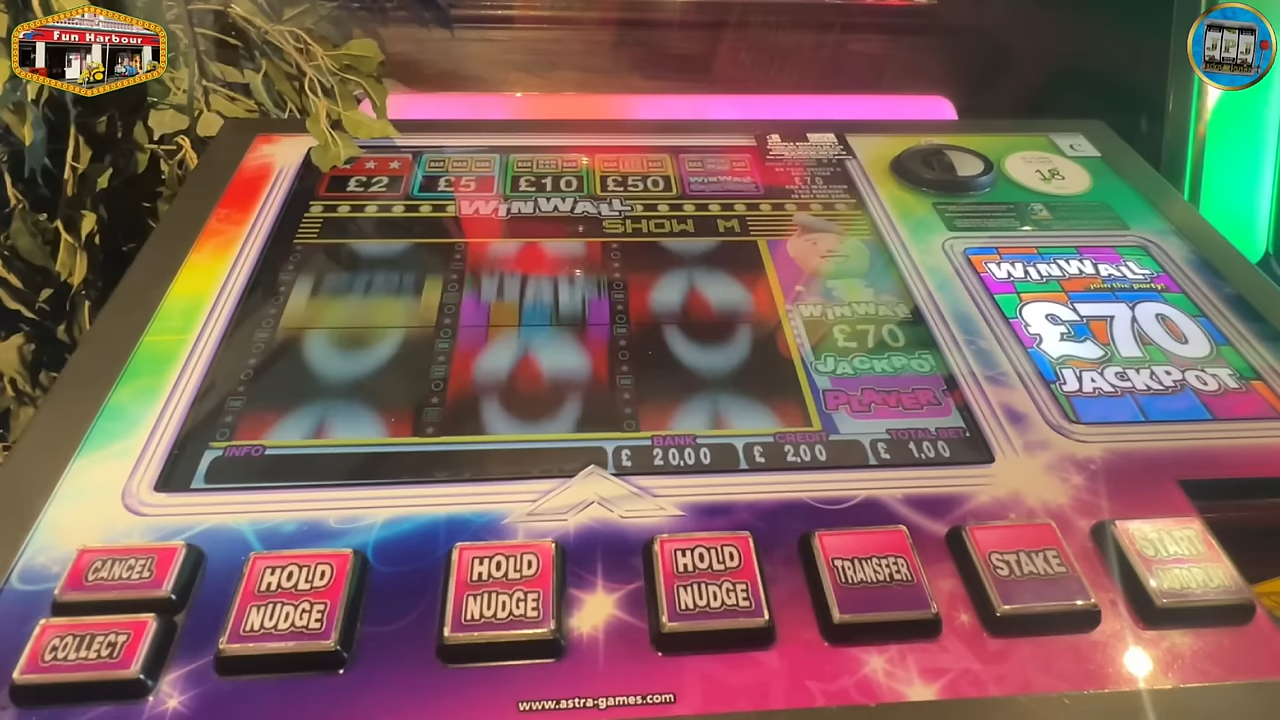 Fun Harbour
JPJ
£2
£5
£10
£50
WINWALL
SHOW M
£70
18
C
WINWALL
£70
JACKPOT
PLAYER
WINWALL
Join the party!
£70
JACKPOT
INFO
BANK
£ 20,00
CREDIT
£ 2,00
TOTAL BET
£ 1,00
CANCEL
COLLECT
HOLD
NUDGE
HOLD
NUDGE
HOLD
NUDGE
TRANSFER
STAKE
START
www.astra-games.com